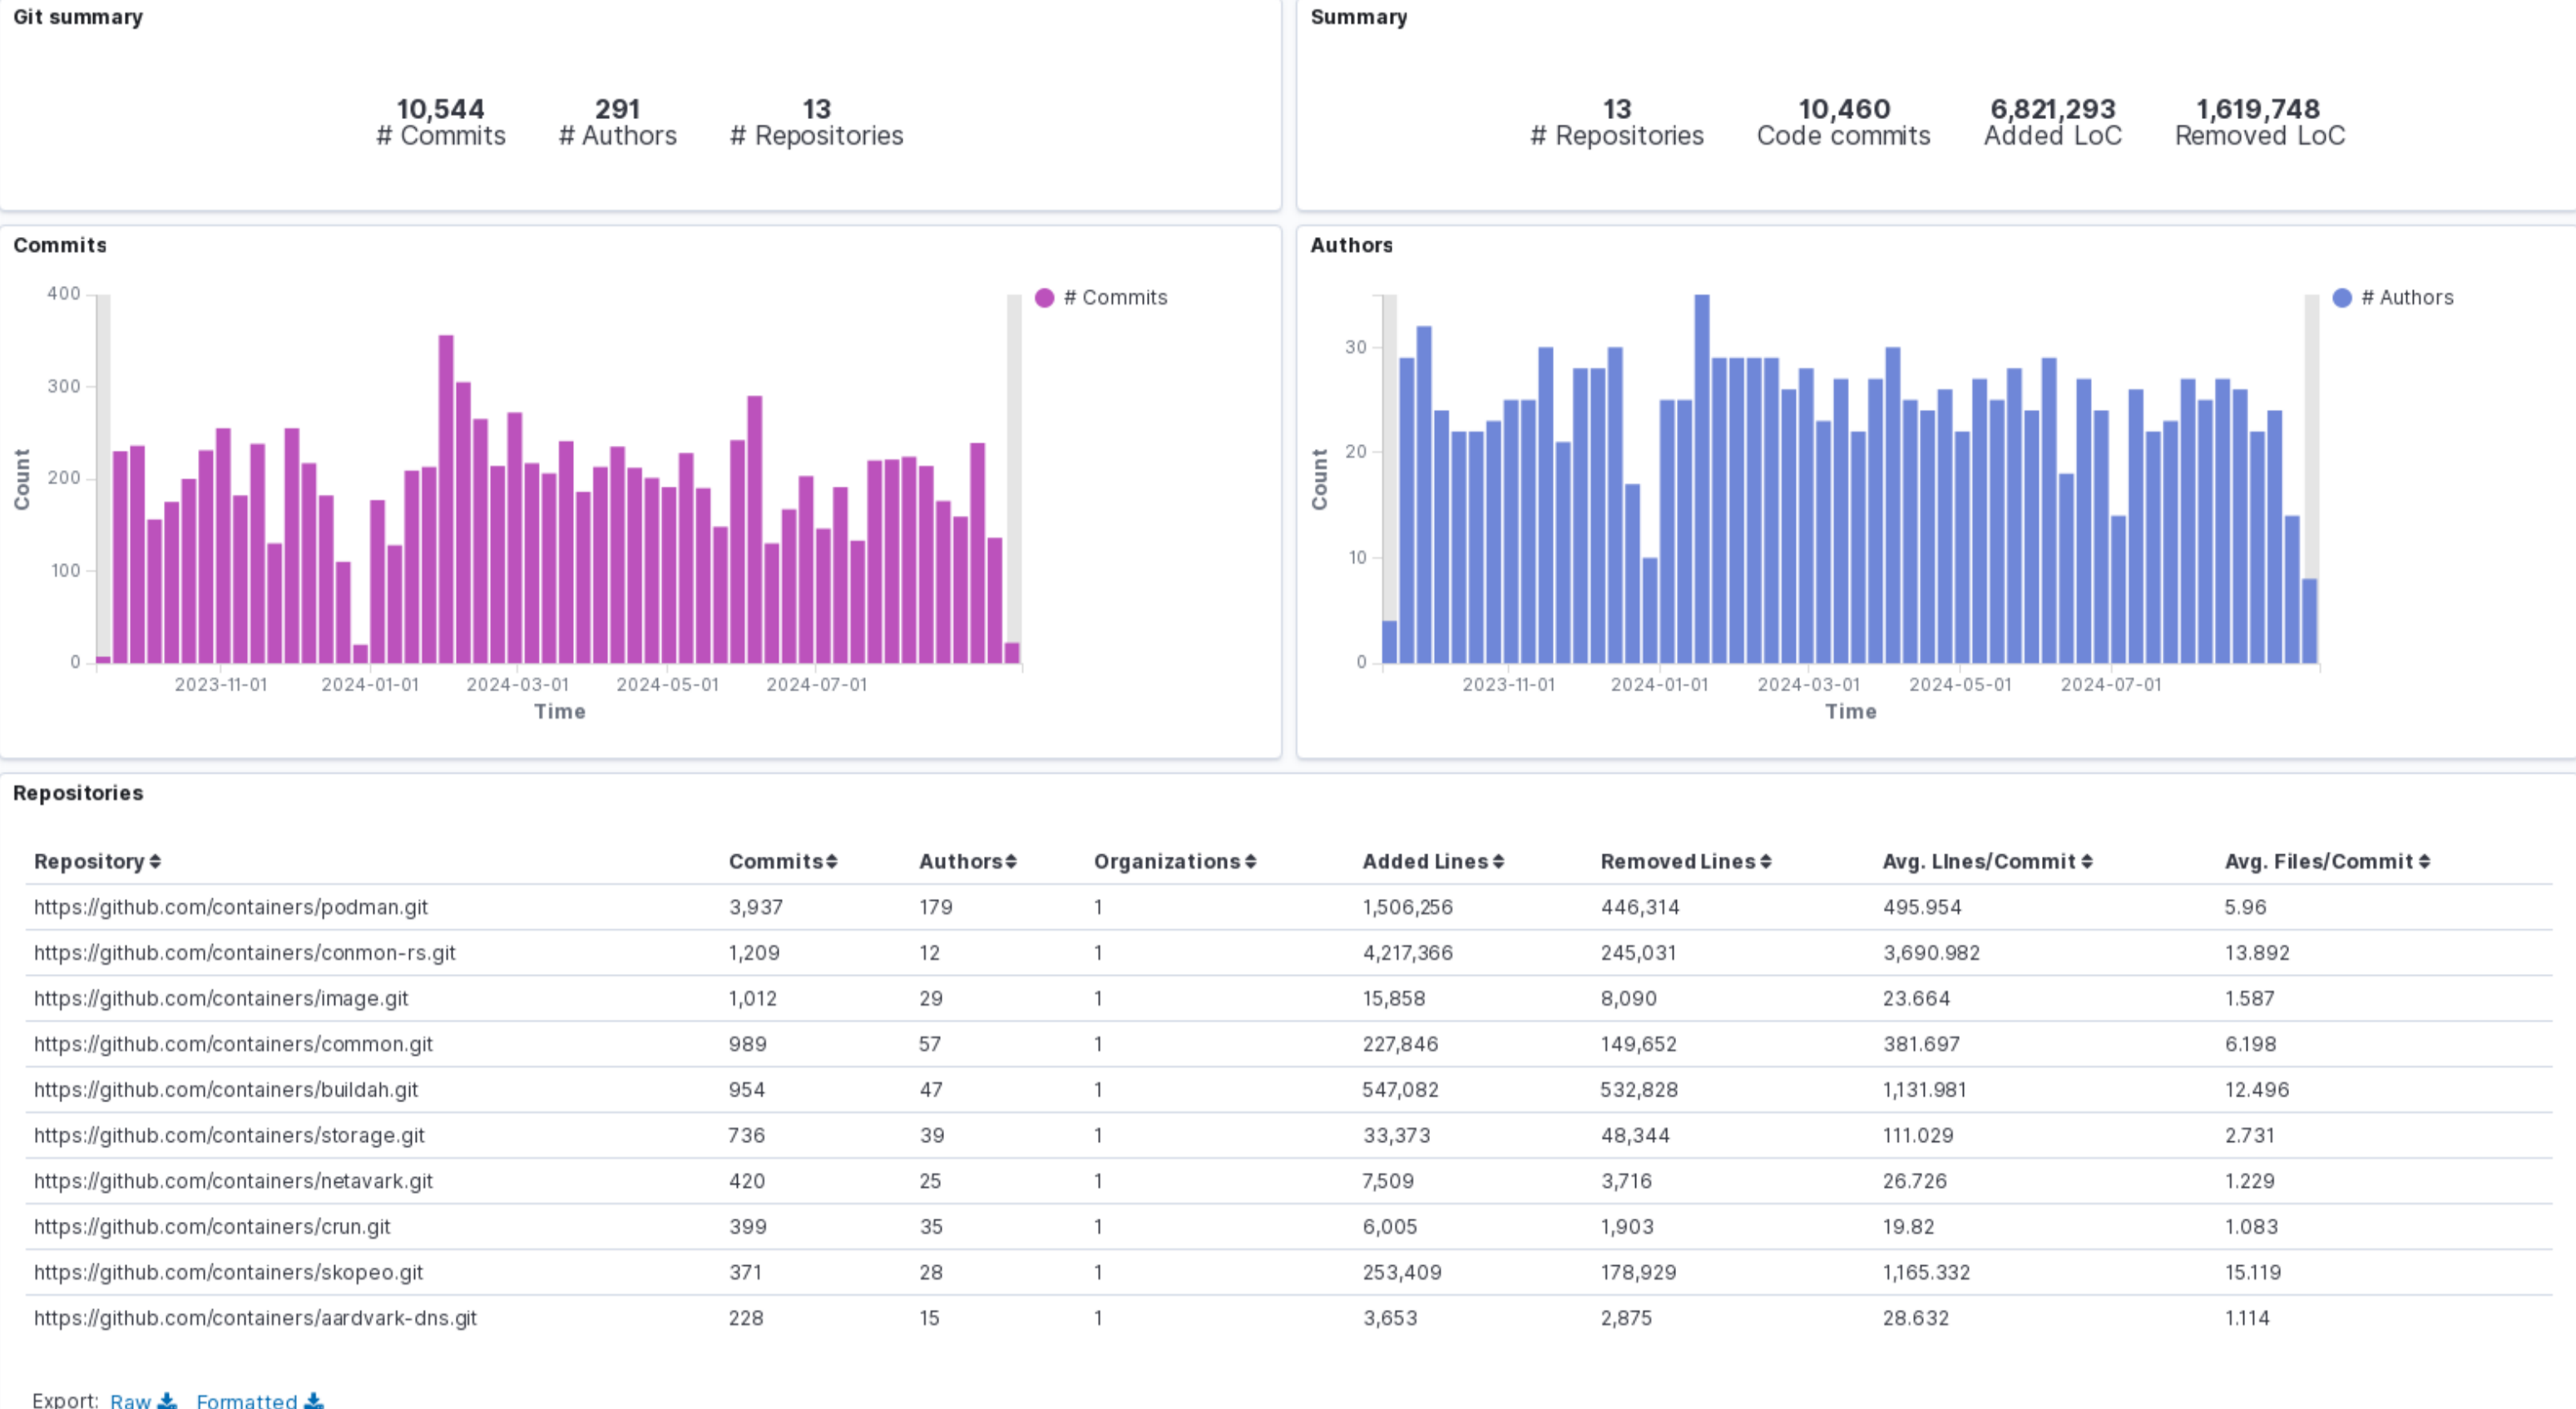 Git summary
10,544 291 13
# Commits # Authors # Repositories
Summary
13 10,460 6,821,293 1,619,748
# Repositories Code commits Added LoC Removed LoC
Commits
400
300
200
100
0
Count
2023-11-01 2024-01-01 2024-03-01 2024-05-01 2024-07-01
Time
# Commits
Authors
30
20
10
0
Count
2023-11-01 2024-01-01 2024-03-01 2024-05-01 2024-07-01
Time
# Authors
Repositories
Repository Commits Authors Organizations Added Lines Removed Lines Avg. LInes/Commit Avg. Files/Commit
https://github.com/containers/podman.git 3,937 179 1 1,506,256 446,314 495.954 5.96
https://github.com/containers/conmon-rs.git 1,209 12 1 4,217,366 245,031 3,690.982 13.892
https://github.com/containers/image.git 1,012 29 1 15,858 8,090 23.664 1.587
https://github.com/containers/common.git 989 57 1 227,846 149,652 381.697 6.198
https://github.com/containers/buildah.git 954 47 1 547,082 532,828 1,131.981 12.496
https://github.com/containers/storage.git 736 39 1 33,373 48,344 111.029 2.731
https://github.com/containers/netavark.git 420 25 1 7,509 3,716 26.726 1.229
https://github.com/containers/crun.git 399 35 1 6,005 1,903 19.82 1.083
https://github.com/containers/skopeo.git 371 28 1 253,409 178,929 1,165.332 15.119
https://github.com/containers/aardvark-dns.git 228 15 1 3,653 2,875 28.632 1.114
Export: Raw Formatted